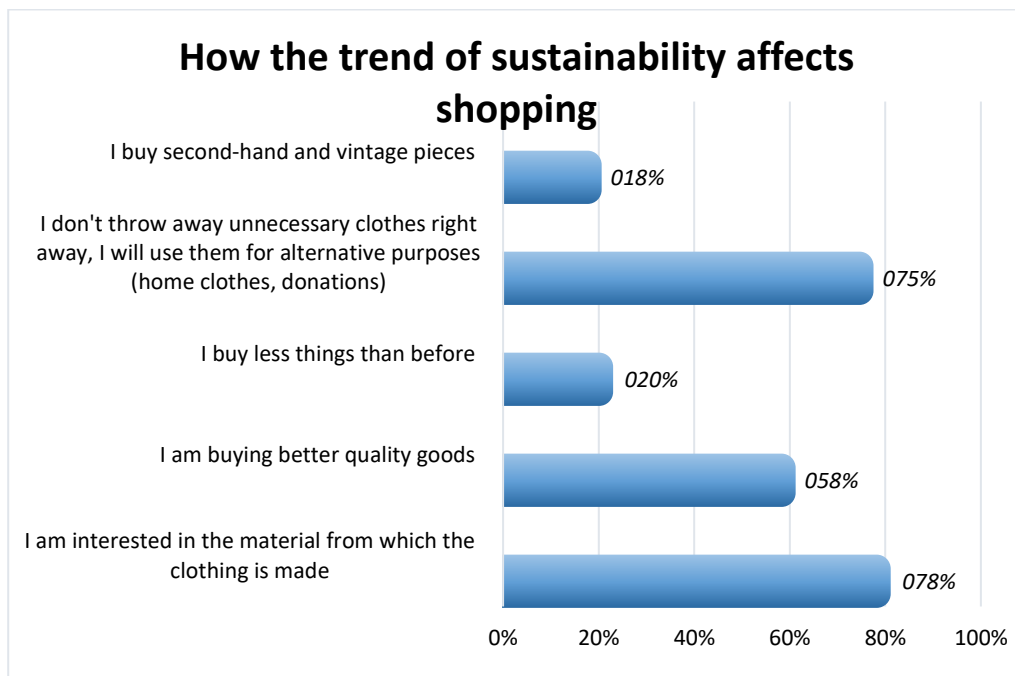 How the trend of sustainability affects
shopping
I buy second-hand and vintage pieces
018%
I don't throw away unnecessary clothes right
away, I will use them for alternative purposes
(home clothes, donations)
075%
I buy less things than before
020%
I am buying better quality goods
058%
I am interested in the material from which the
clothing is made
078%
0% 20% 40% 60% 80% 100%